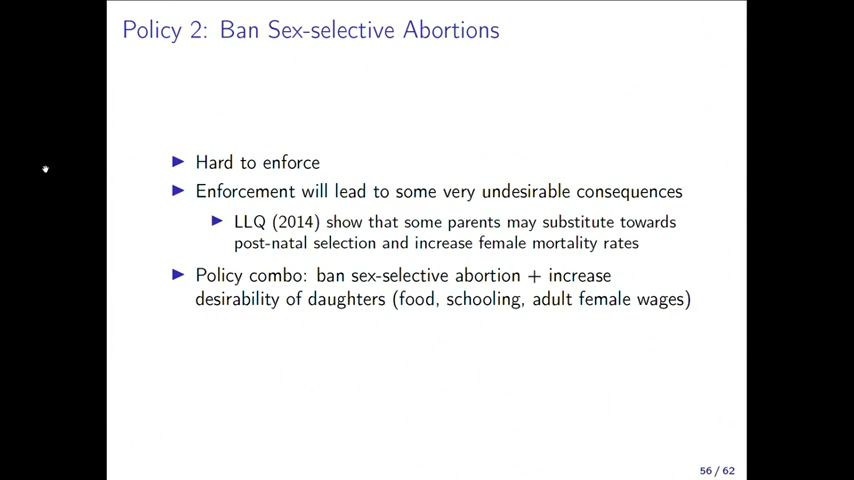 Policy 2: Ban Sex-selective Abortions
▶ Hard to enforce
▶ Enforcement will lead to some very undesirable consequences
▶ LLQ (2014) show that some parents may substitute towards
post-natal selection and increase female mortality rates
▶ Policy combo: ban sex-selective abortion + increase
desirability of daughters (food, schooling, adult female wages)
56 / 62